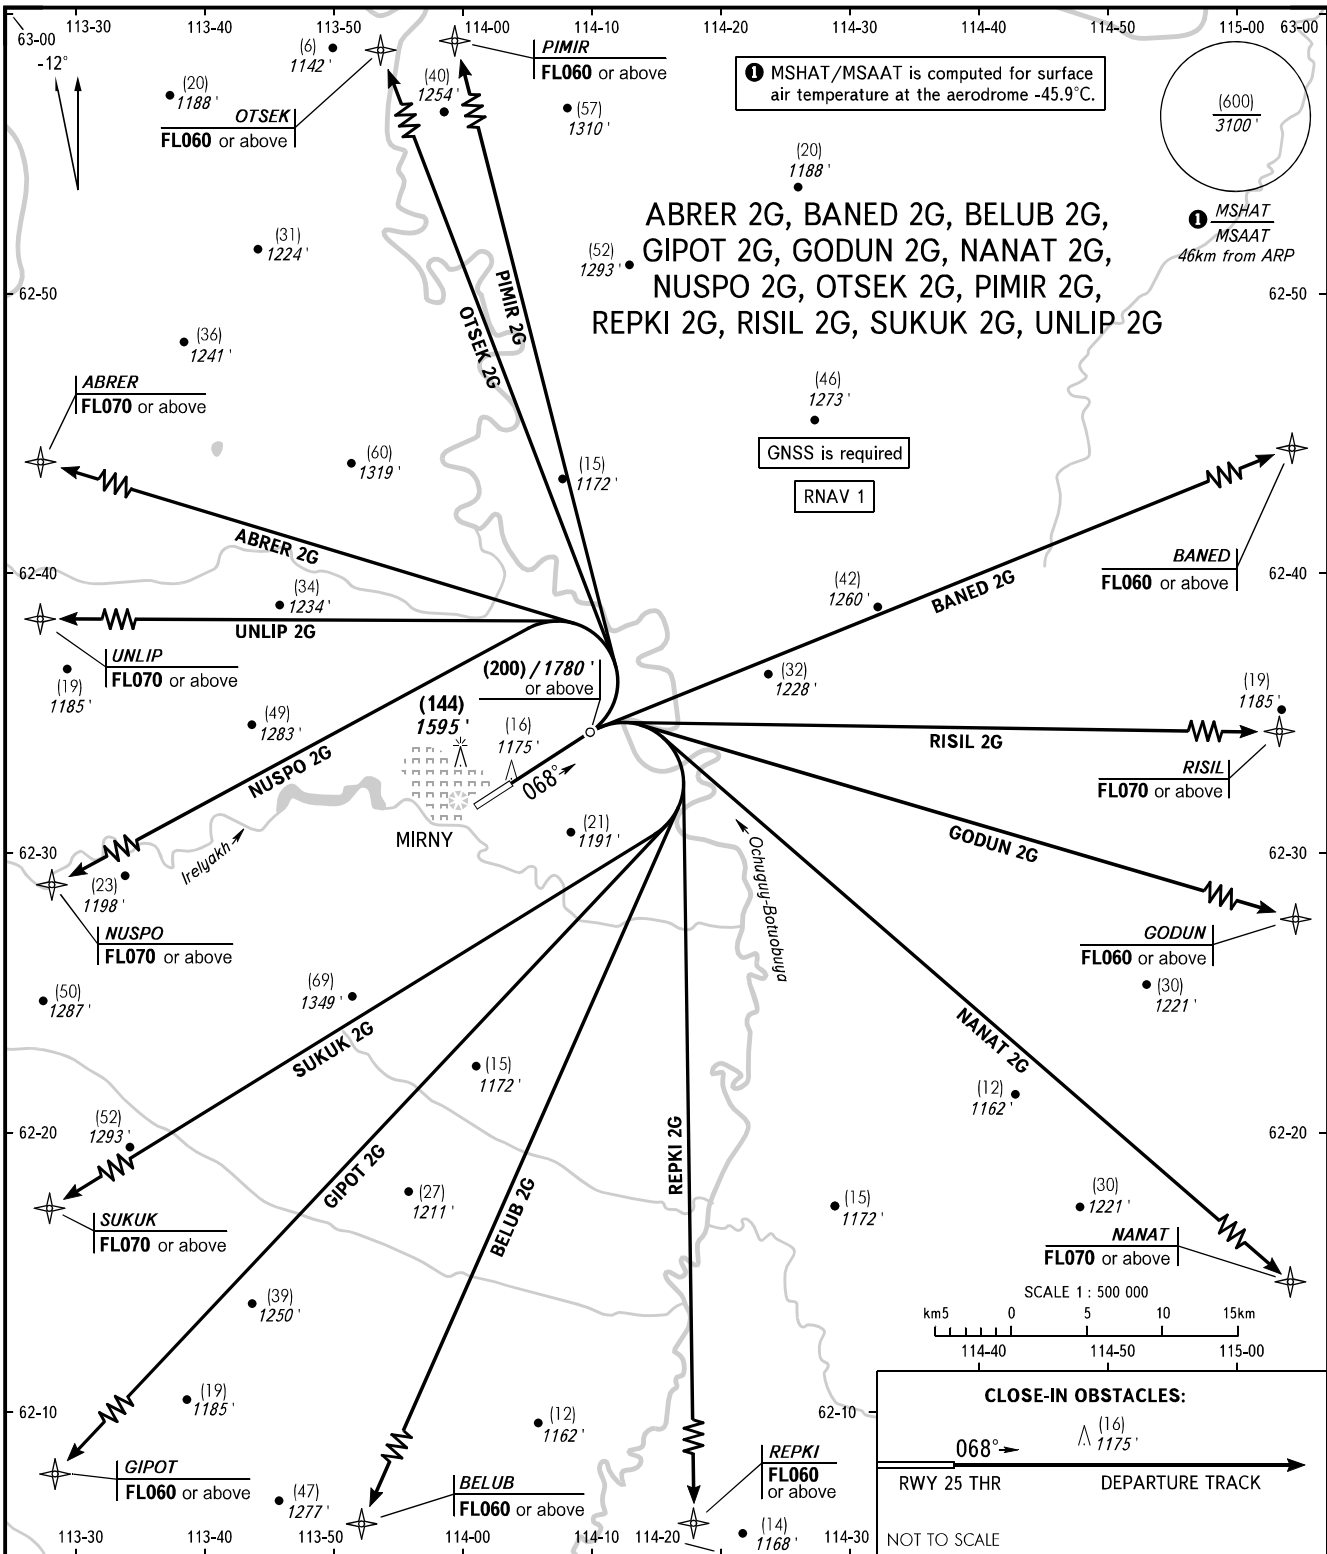 113-30 113-40 113-50 114-00 114-10 114-20 114-30 114-40 114-50 115-00
63-00 63-00
-12°
(6)
1142 '
(20)
1188 '
OTSEK
FL060 or above
(40)
1254 '
PIMIR
FL060 or above
(57)
1310 '
❶ MSHAT/MSAAT is computed for surface
air temperature at the aerodrome -45.9°C.
(600)
3100 '
❶ MSHAT
MSAAT
46km from ARP
(20)
1188 '
ABRER 2G, BANED 2G, BELUB 2G,
GIPOT 2G, GODUN 2G, NANAT 2G,
NUSPO 2G, OTSEK 2G, PIMIR 2G,
REPKI 2G, RISIL 2G, SUKUK 2G, UNLIP 2G
(31)
1224 '
(52)
1293 '
62-50 62-50
PIMIR 2G
OTSEK 2G
(36)
1241 '
ABRER
FL070 or above
(46)
1273 '
GNSS is required
RNAV 1
(60)
1319 '
(15)
1172 '
ABRER 2G
BANED
FL060 or above
BANED 2G
62-40 62-40
(34)
1234 '
(42)
1260 '
UNLIP 2G
UNLIP
FL070 or above
(19)
1185 '
(200) / 1780 '
or above
(32)
1228 '
(19)
1185 '
(144)
1595 '
(49)
1283 '
(16)
1175 '
NUSPO 2G
RISIL 2G
RISIL
FL070 or above
068°
MIRNY
(21)
1191 '
GODUN 2G
62-30 62-30
Irelyakh
Ochuguy-Botuobuya
(23)
1198 '
NUSPO
FL070 or above
GODUN
FL060 or above
(50)
1287 '
(69)
1349 '
(30)
1221 '
SUKUK 2G
NANAT 2G
(15)
1172 '
(12)
1162 '
62-20 62-20
(52)
1293 '
GIPOT 2G
BELUB 2G
REPKI 2G
(27)
1211 '
(15)
1172 '
(30)
1221 '
SUKUK
FL070 or above
NANAT
FL070 or above
(39)
1250 '
SCALE 1 : 500 000
km5 0 5 10 15km
114-40 114-50 115-00
(19)
1185 '
62-10 62-10
(12)
1162 '
CLOSE-IN OBSTACLES:
(16)
1175 '
068°
RWY 25 THR DEPARTURE TRACK
NOT TO SCALE
GIPOT
FL060 or above
(47)
1277 '
BELUB
FL060 or above
REPKI
FL060
or above
(14)
1168 '
113-30 113-40 113-50 114-00 114-10 114-20 114-30